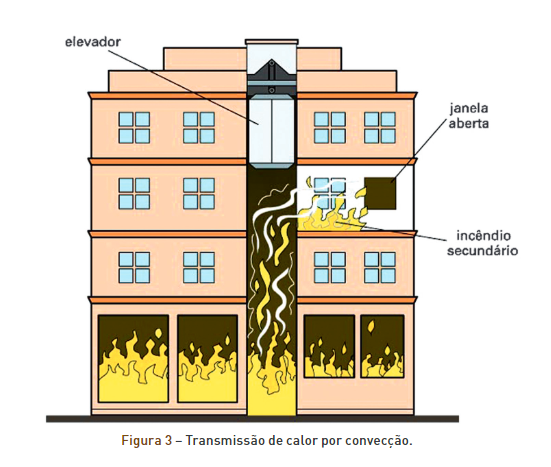 elevador
janela
aberta
incêndio
secundário
Figura 3 – Transmissão de calor por convecção.